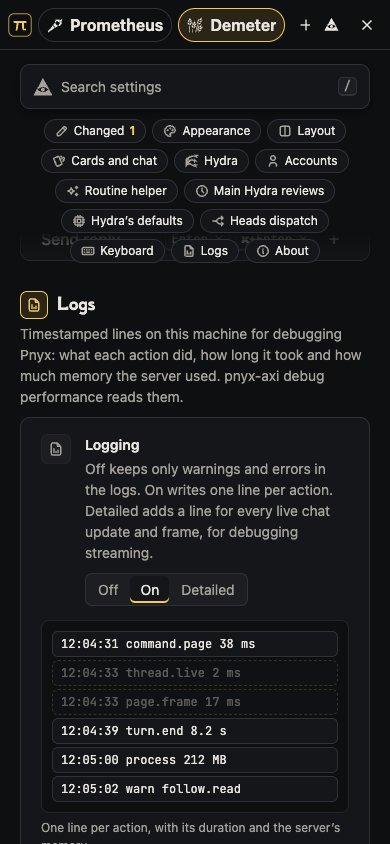 π Prometheus Demeter
Search settings /
Changed 1 Appearance Layout
Cards and chat Hydra Accounts
Routine helper Main Hydra reviews
Hydra's defaults Heads dispatch
Send reply
Keyboard Logs About
Logs
Timestamped lines on this machine for debugging
Pnyx: what each action did, how long it took and how
much memory the server used. pnyx-axi debug
performance reads them.
Logging
Off keeps only warnings and errors in
the logs. On writes one line per action.
Detailed adds a line for every live chat
update and frame, for debugging
streaming.
Off On Detailed
12:04:31 command.page 38 ms
12:04:33 thread.live 2 ms
12:04:33 page.frame 17 ms
12:04:39 turn.end 8.2 s
12:05:00 process 212 MB
12:05:02 warn follow.read
One line per action, with its duration and the server's